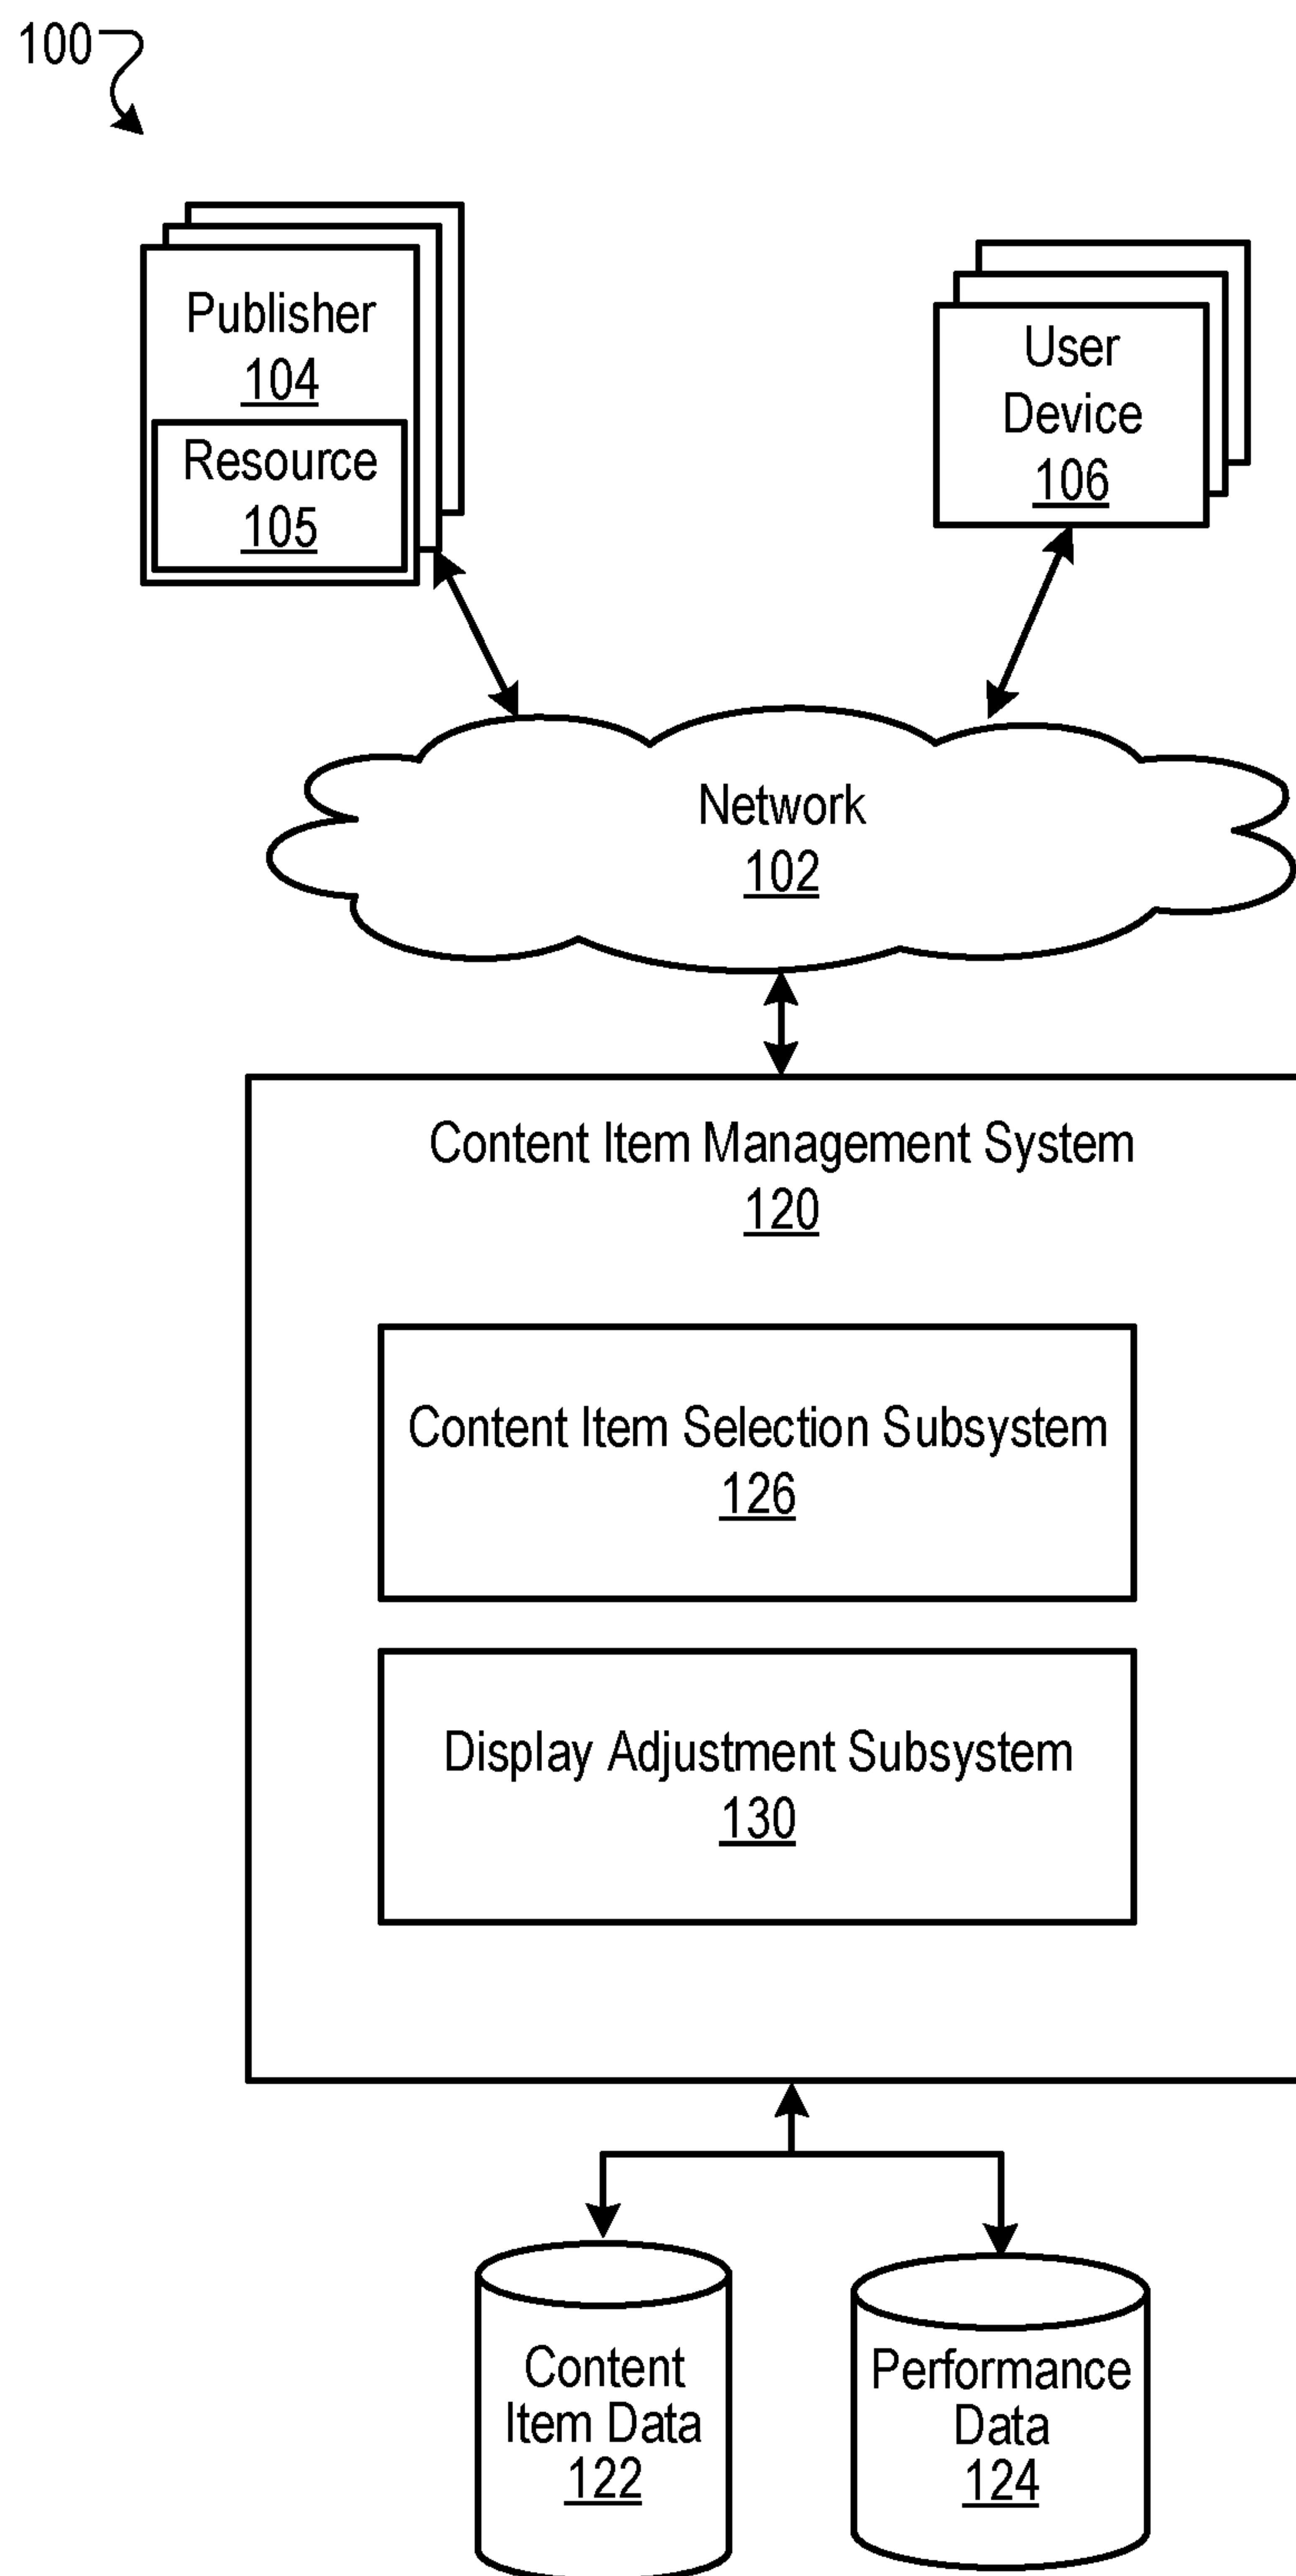 100
Publisher
104
Resource
105
User
Device
106
Network
102
Content Item Management System
120
Content Item Selection Subsystem
126
Display Adjustment Subsystem
130
Content
Item Data
122
Performance
Data
124